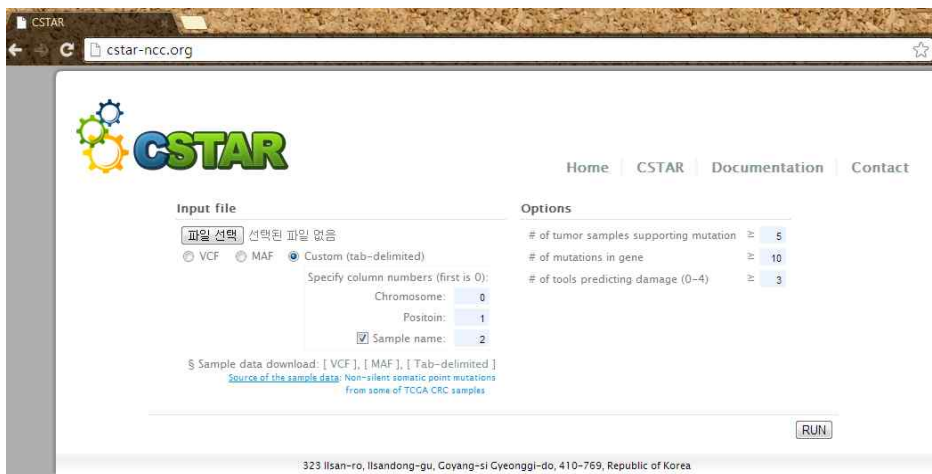 CSTAR
cstar-ncc.org
CSTAR
Home CSTAR Documentation Contact
Input file
파일 선택 선택된 파일 없음
VCF MAF Custom (tab-delimited)
Specify column numbers (first is 0):
Chromosome: 0
Positoin: 1
Sample name: 2
§ Sample data download: [ VCF ], [ MAF ], [ Tab-delimited ]
Source of the sample data: Non-silent somatic point mutations
from some of TCGA CRC samples
Options
# of tumor samples supporting mutation ≥ 5
# of mutations in gene ≥ 10
# of tools predicting damage (0-4) ≥ 3
RUN
323 Ilsan-ro, Ilsandong-gu, Goyang-si Gyeonggi-do, 410-769, Republic of Korea